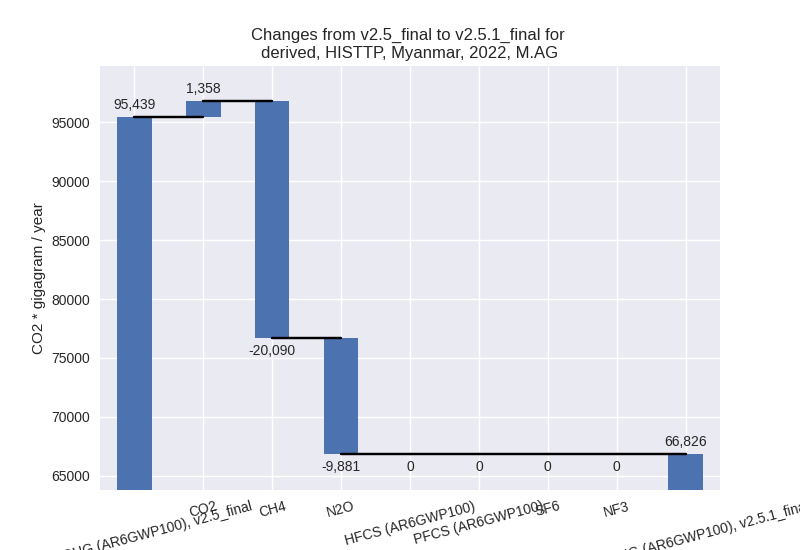 Changes from v2.5_final to v2.5.1_final for
derived, HISTTP, Myanmar, 2022, M.AG
CO2 * gigagram / year
95000
90000
85000
80000
75000
70000
65000
95,439
1,358
-20,090
-9,881
0
0
0
0
66,826
(AR6GWP100), v2.5_final
CO2
CH4
N2O
HFCS (AR6GWP100)
PFCS (AR6GWP100)
SF6
NF3
(AR6GWP100), v2.5.1_fina